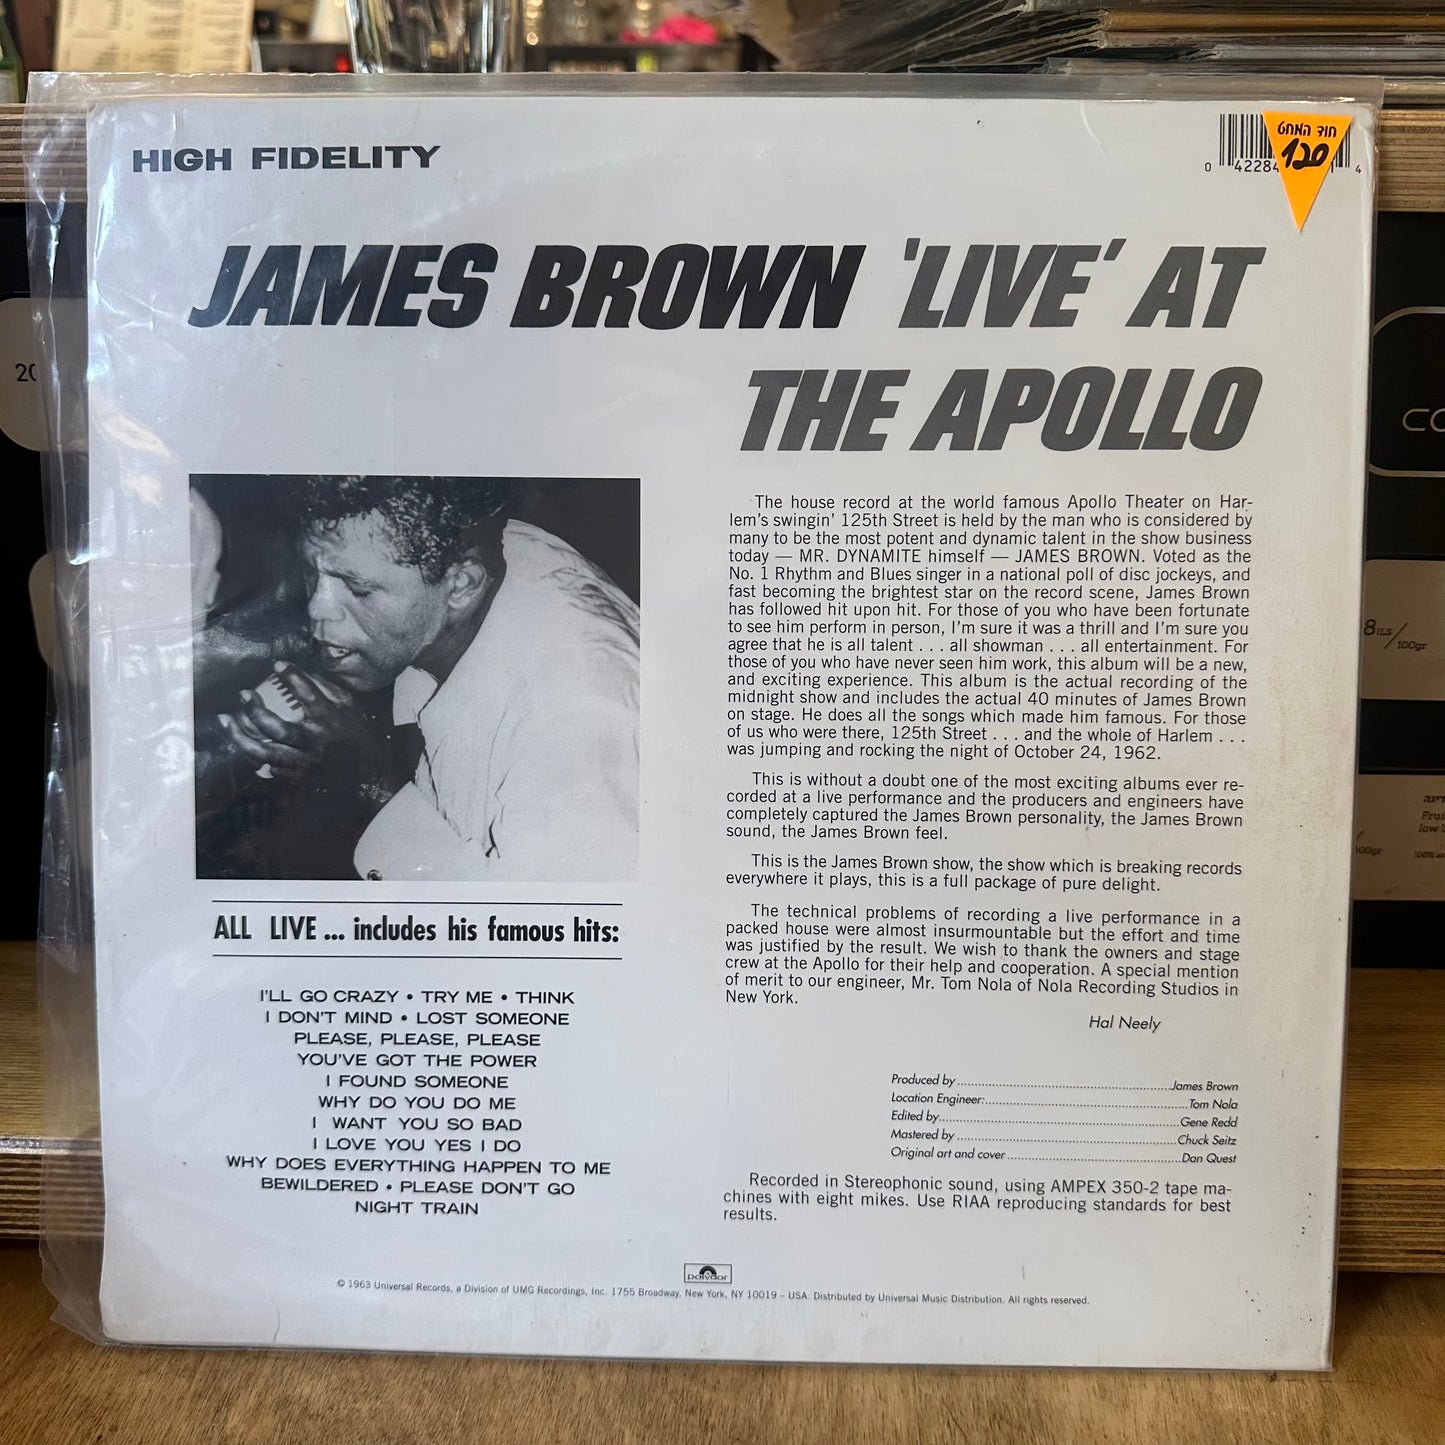 HIGH FIDELITY
חוד המחט
120
0 42284 1 4
JAMES BROWN 'LIVE' AT
THE APOLLO
The house record at the world famous Apollo Theater on Har-
lem's swingin' 125th Street is held by the man who is considered by
many to be the most potent and dynamic talent in the show business
today — MR. DYNAMITE himself — JAMES BROWN. Voted as the
No. 1 Rhythm and Blues singer in a national poll of disc jockeys, and
fast becoming the brightest star on the record scene, James Brown
has followed hit upon hit. For those of you who have been fortunate
to see him perform in person, I'm sure it was a thrill and I'm sure you
agree that he is all talent . . . all showman . . . all entertainment. For
those of you who have never seen him work, this album will be a new,
and exciting experience. This album is the actual recording of the
midnight show and includes the actual 40 minutes of James Brown
on stage. He does all the songs which made him famous. For those
of us who were there, 125th Street . . . and the whole of Harlem . . .
was jumping and rocking the night of October 24, 1962.
This is without a doubt one of the most exciting albums ever re-
corded at a live performance and the producers and engineers have
completely captured the James Brown personality, the James Brown
sound, the James Brown feel.
This is the James Brown show, the show which is breaking records
everywhere it plays, this is a full package of pure delight.
The technical problems of recording a live performance in a
packed house were almost insurmountable but the effort and time
was justified by the result. We wish to thank the owners and stage
crew at the Apollo for their help and cooperation. A special mention
of merit to our engineer, Mr. Tom Nola of Nola Recording Studios in
New York.
Hal Neely
ALL LIVE ... includes his famous hits:
I'LL GO CRAZY • TRY ME • THINK
I DON'T MIND • LOST SOMEONE
PLEASE, PLEASE, PLEASE
YOU'VE GOT THE POWER
I FOUND SOMEONE
WHY DO YOU DO ME
I WANT YOU SO BAD
I LOVE YOU YES I DO
WHY DOES EVERYTHING HAPPEN TO ME
BEWILDERED • PLEASE DON'T GO
NIGHT TRAIN
Produced by ........ James Brown
Location Engineer: ........ Tom Nola
Edited by ........ Gene Redd
Mastered by ........ Chuck Seitz
Original art and cover ........ Dan Quest
Recorded in Stereophonic sound, using AMPEX 350-2 tape ma-
chines with eight mikes. Use RIAA reproducing standards for best
results.
Polydor
© 1963 Universal Records, a Division of UMG Recordings, Inc. 1755 Broadway, New York, NY 10019 – USA. Distributed by Universal Music Distribution. All rights reserved.
20
CO
8 ILS/100gr
Frui
low
100gr